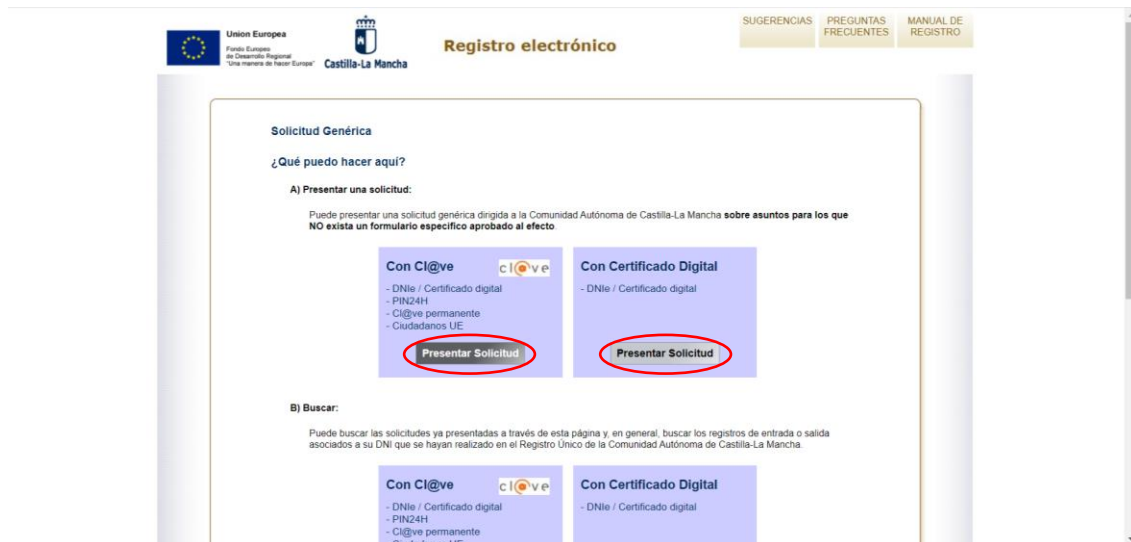 Union Europea
Fondo Europeo
de Desarrollo Regional
"Una manera de hacer Europa"
Castilla-La Mancha
Registro electrónico
SUGERENCIAS
PREGUNTAS
FRECUENTES
MANUAL DE
REGISTRO
Solicitud Genérica
¿Qué puedo hacer aquí?
A) Presentar una solicitud:
Puede presentar una solicitud genérica dirigida a la Comunidad Autónoma de Castilla-La Mancha sobre asuntos para los que
NO exista un formulario especifico aprobado al efecto.
Con Cl@ve
cl@ve
- DNIe / Certificado digital
- PIN24H
- Cl@ve permanente
- Ciudadanos UE
Presentar Solicitud
Con Certificado Digital
- DNIe / Certificado digital
Presentar Solicitud
B) Buscar:
Puede buscar las solicitudes ya presentadas a través de esta página y, en general, buscar los registros de entrada o salida
asociados a su DNI que se hayan realizado en el Registro Único de la Comunidad Autónoma de Castilla-La Mancha.
Con Cl@ve
cl@ve
- DNIe / Certificado digital
- PIN24H
- Cl@ve permanente
- Ciudadanos UE
Con Certificado Digital
- DNIe / Certificado digital